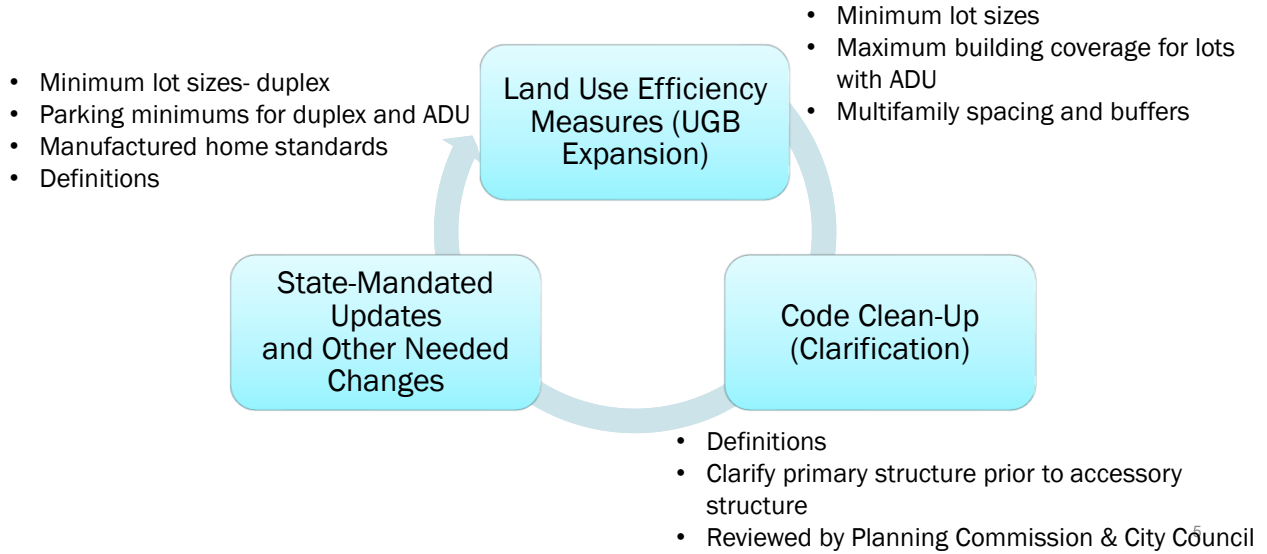 • Minimum lot sizes
• Maximum building coverage for lots
with ADU
• Multifamily spacing and buffers
Land Use Efficiency
Measures (UGB
Expansion)
• Minimum lot sizes- duplex
• Parking minimums for duplex and ADU
• Manufactured home standards
• Definitions
State-Mandated
Updates
and Other Needed
Changes
Code Clean-Up
(Clarification)
• Definitions
• Clarify primary structure prior to accessory
structure
• Reviewed by Planning Commission & City Council
5